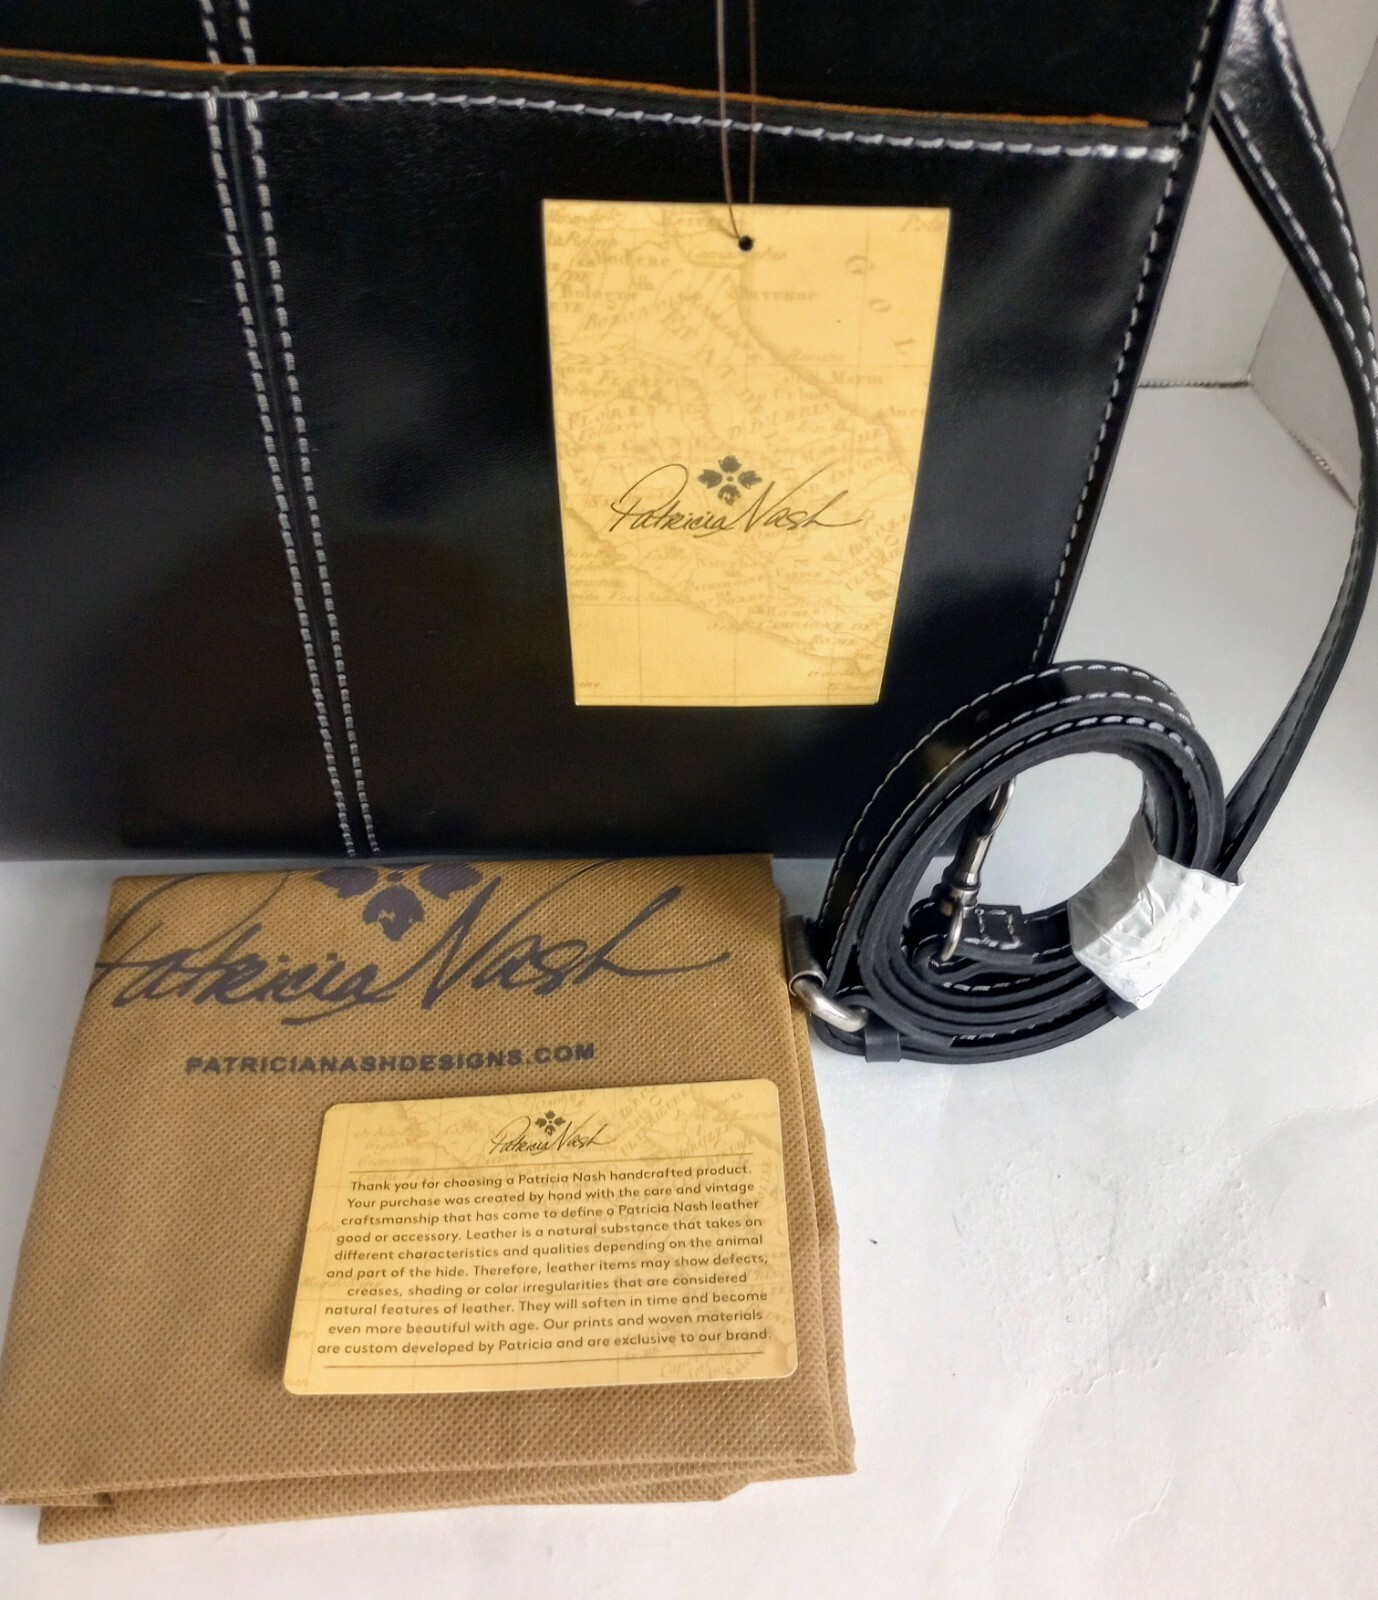 Patricia Nash
Patricia Nash
PATRICIANASHDESIGNS.COM
Patricia Nash
Thank you for choosing a Patricia Nash handcrafted product.
Your purchase was created by hand with the care and vintage
craftsmanship that has come to define a Patricia Nash leather
good or accessory. Leather is a natural substance that takes on
different characteristics and qualities depending on the animal
and part of the hide. Therefore, leather items may show defects,
creases, shading or color irregularities that are considered
natural features of leather. They will soften in time and become
even more beautiful with age. Our prints and woven materials
are custom developed by Patricia and are exclusive to our brand.